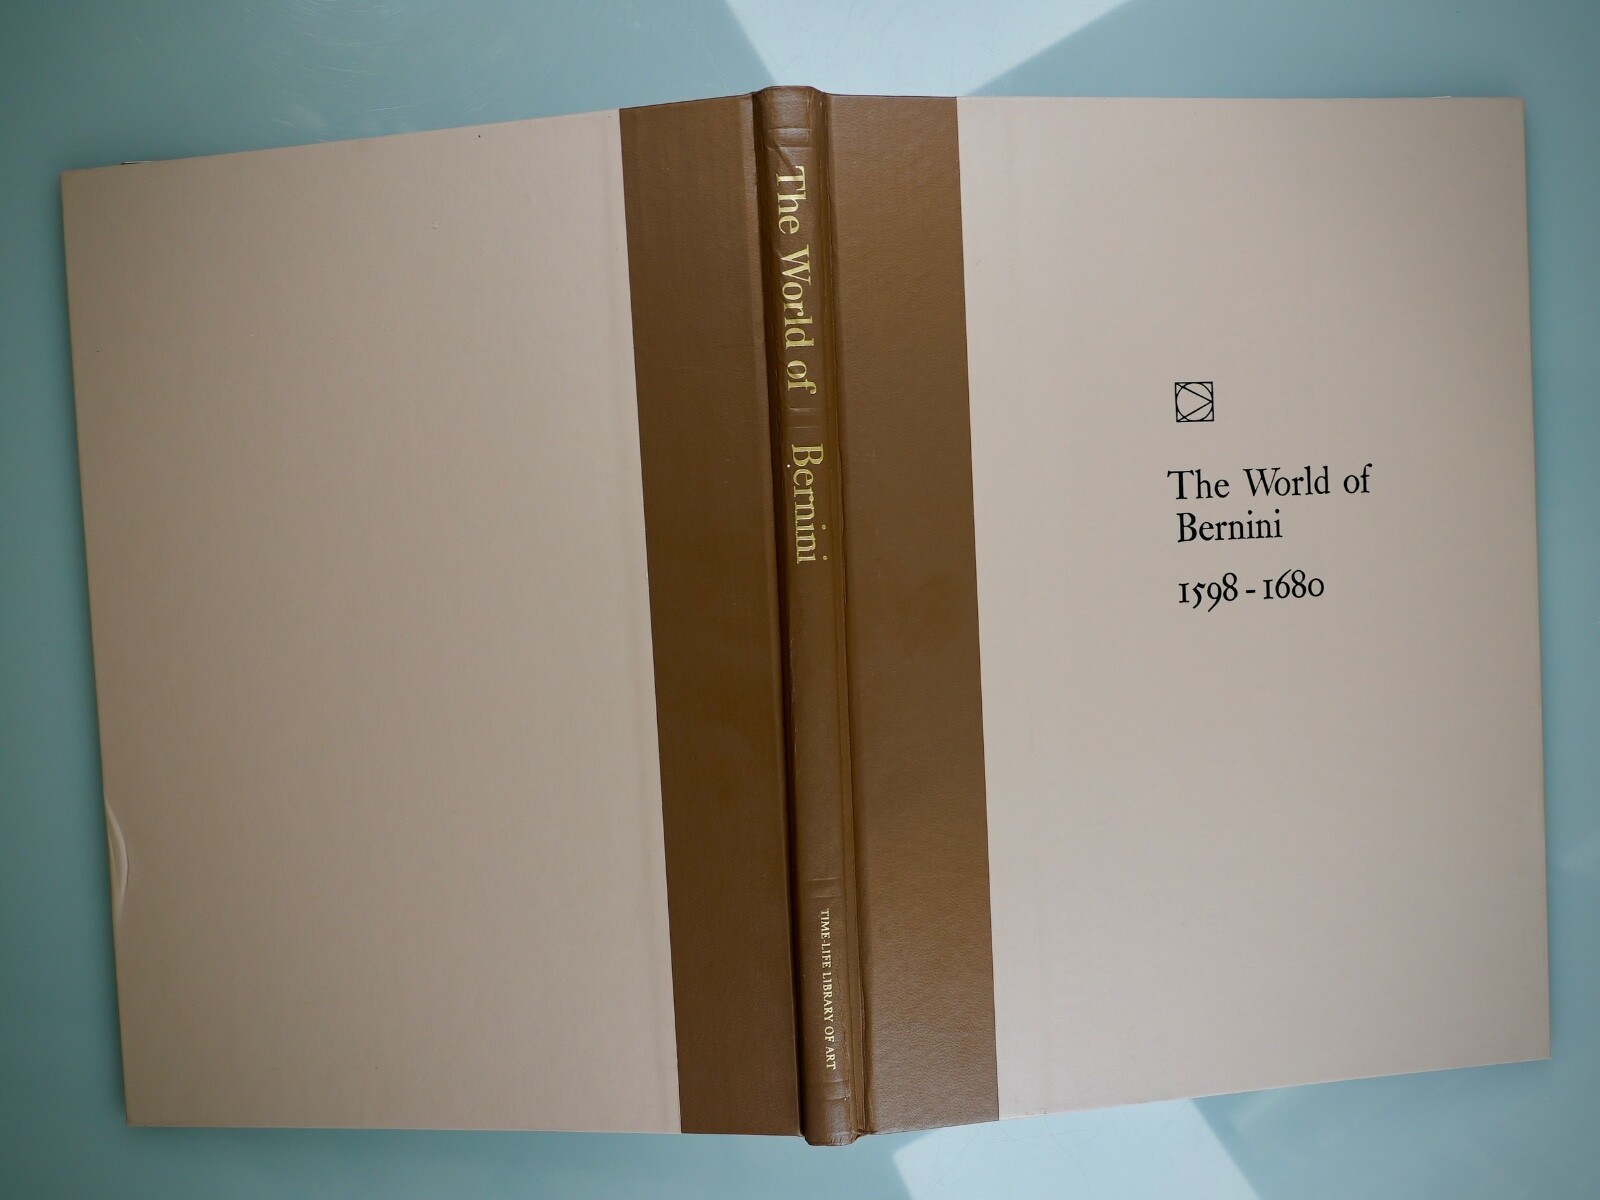 The World of Bernini
TIME-LIFE LIBRARY OF ART
The World of
Bernini
1598-1680